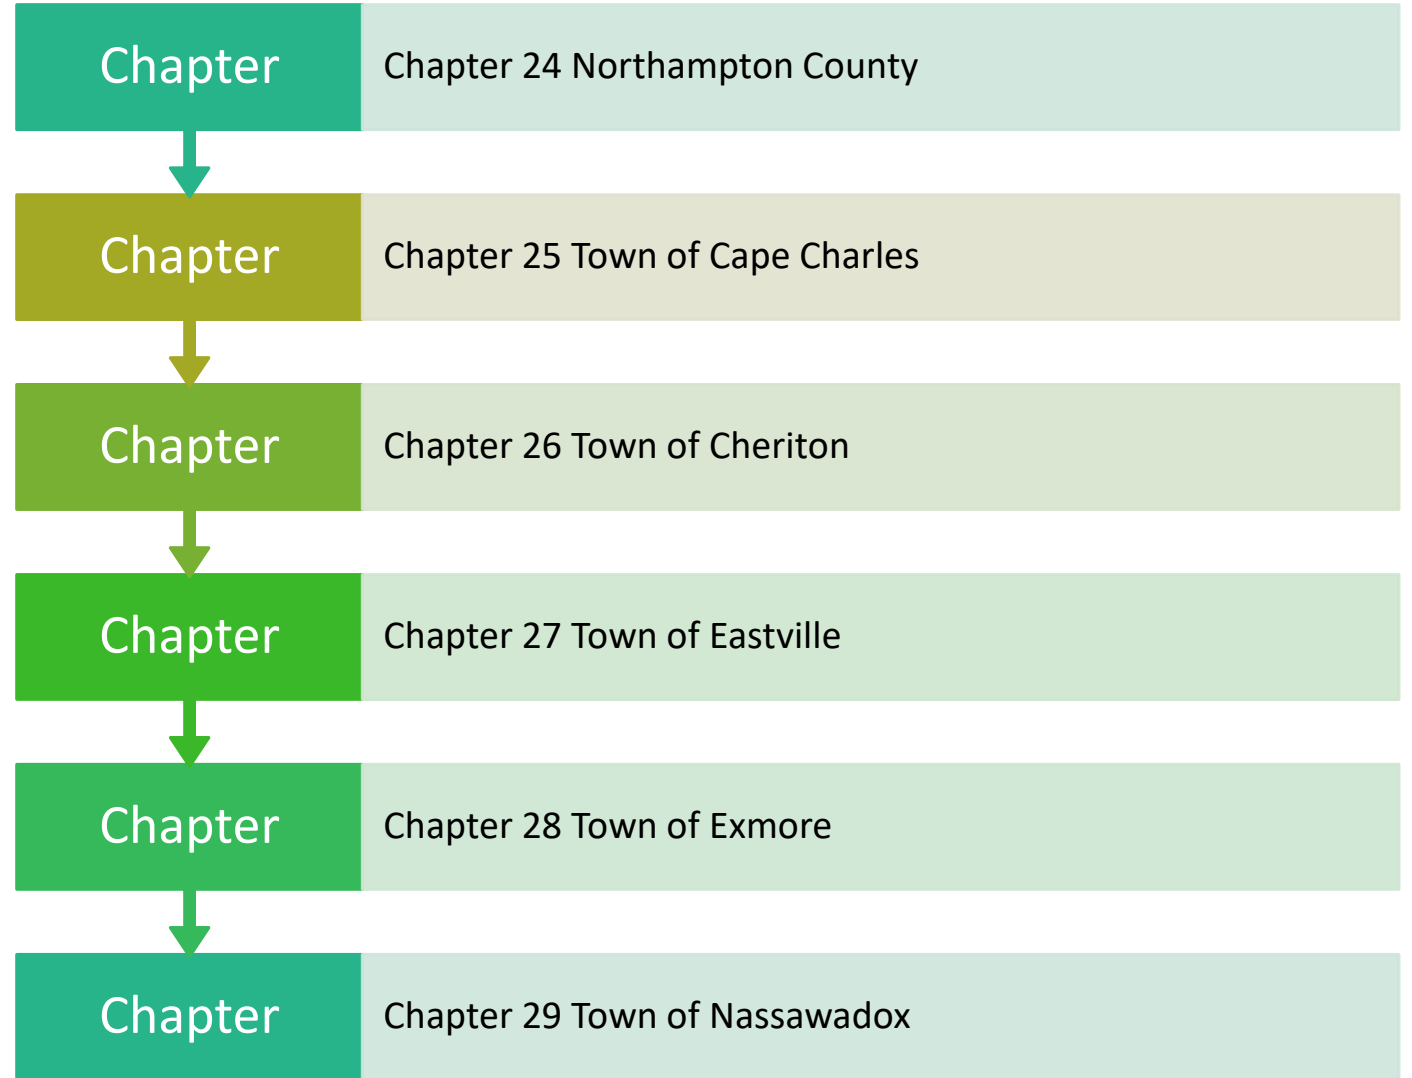 Chapter
Chapter 24 Northampton County
Chapter
Chapter 25 Town of Cape Charles
Chapter
Chapter 26 Town of Cheriton
Chapter
Chapter 27 Town of Eastville
Chapter
Chapter 28 Town of Exmore
Chapter
Chapter 29 Town of Nassawadox